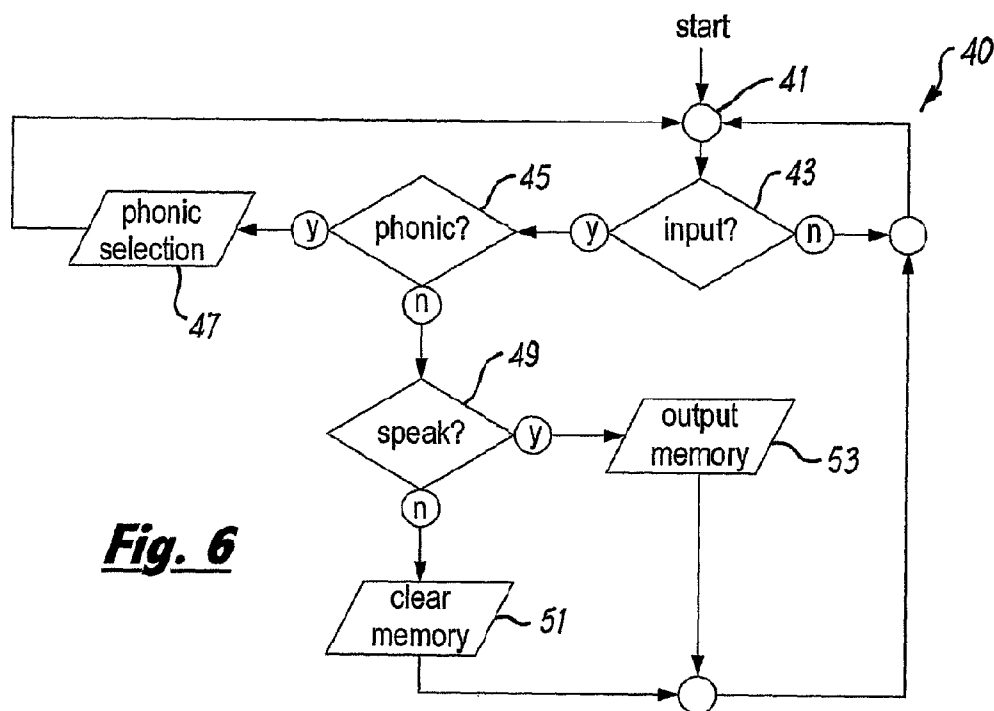 start
40
41
43
45
phonic
selection
y
phonic?
y
input?
n
47
n
49
speak?
y
output
memory
53
n
Fig. 6
clear
memory
51